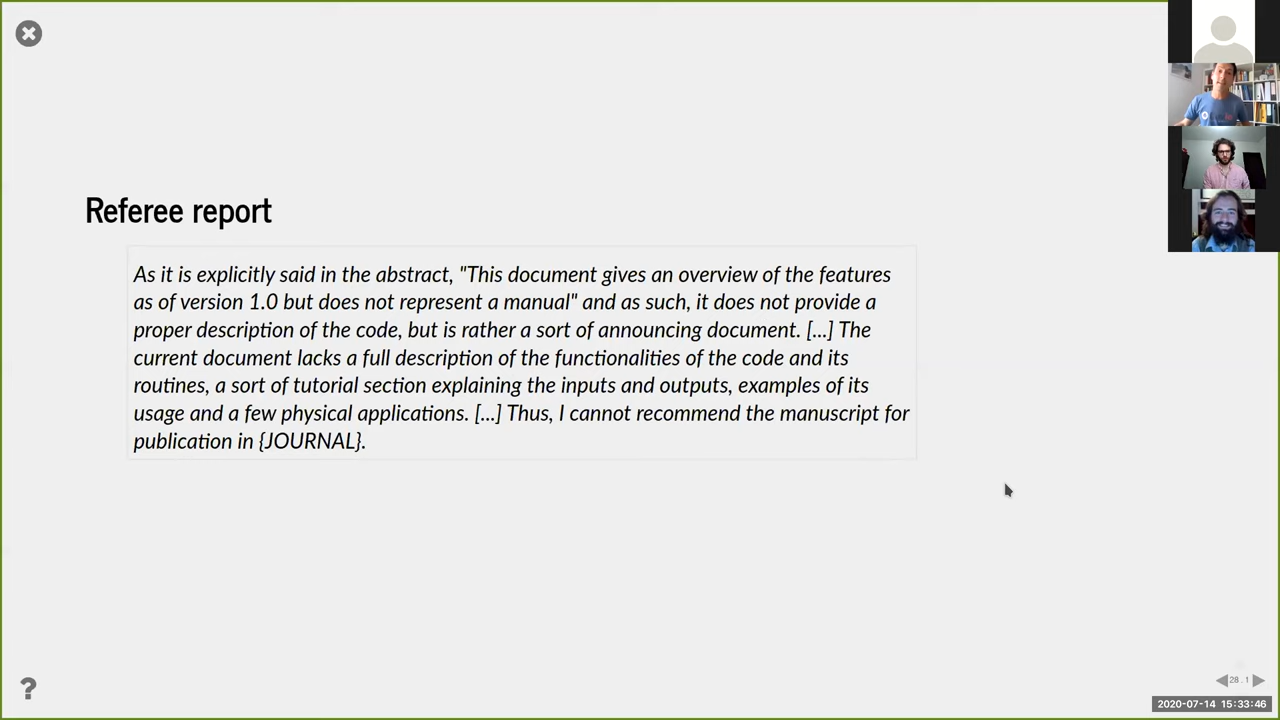 Referee report
As it is explicitly said in the abstract, "This document gives an overview of the features
as of version 1.0 but does not represent a manual" and as such, it does not provide a
proper description of the code, but is rather a sort of announcing document. [...] The
current document lacks a full description of the functionalities of the code and its
routines, a sort of tutorial section explaining the inputs and outputs, examples of its
usage and a few physical applications. [...] Thus, I cannot recommend the manuscript for
publication in {JOURNAL}.
?
28 . 1
2020-07-14 15:33:46